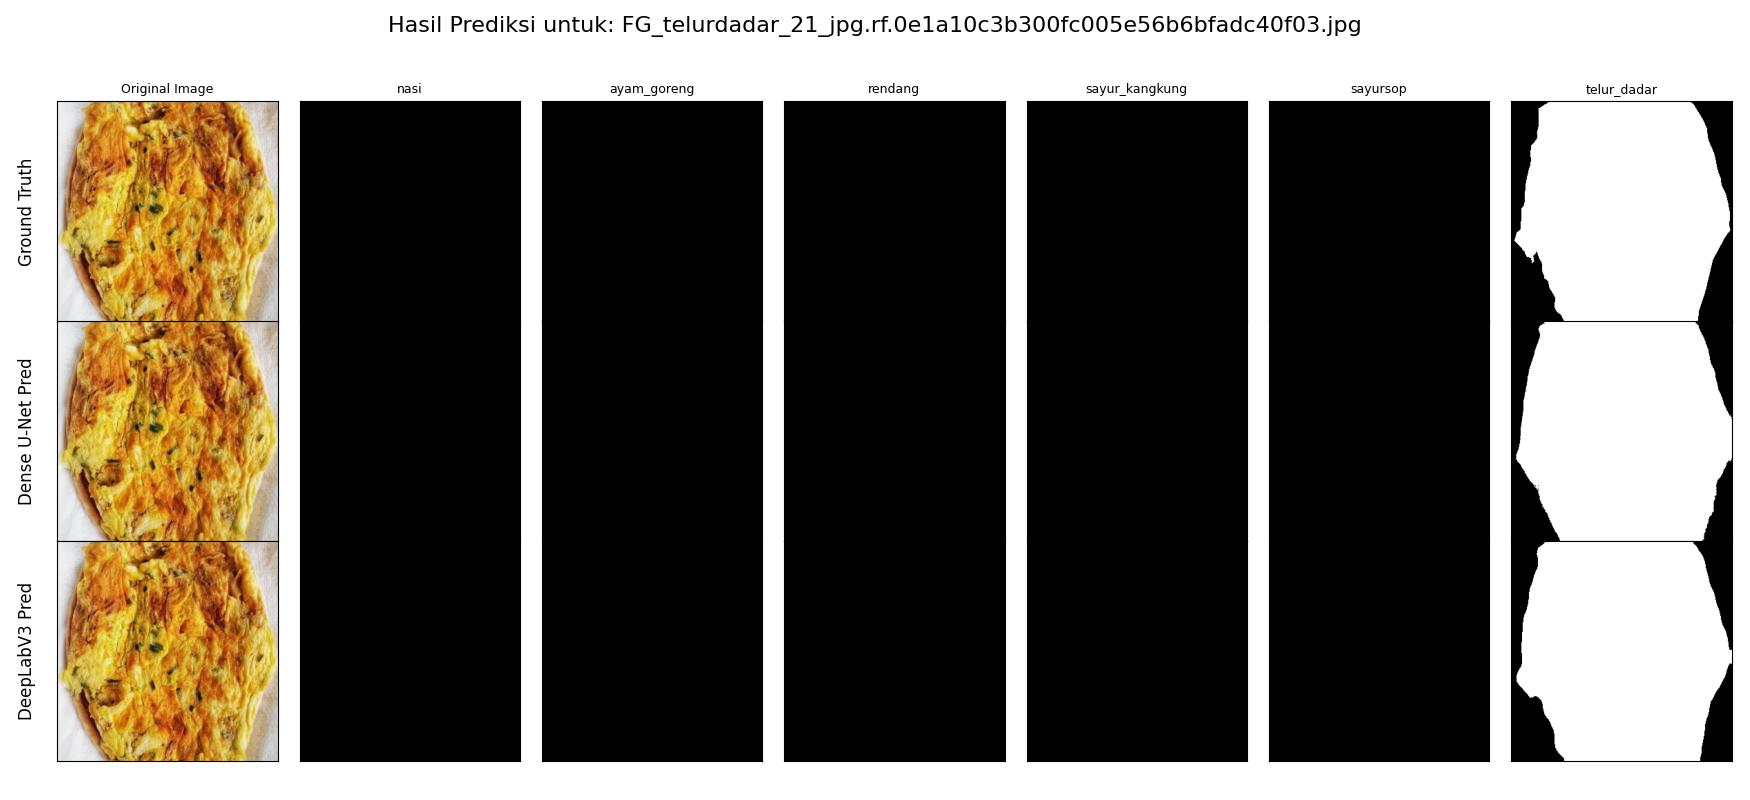 Hasil Prediksi untuk: FG_telurdadar_21_jpg.rf.0e1a10c3b300fc005e56b6bfadc40f03.jpg
Original Image
nasi
ayam_goreng
rendang
sayur_kangkung
sayursop
telur_dadar
Ground Truth
Dense U-Net Pred
DeepLabV3 Pred